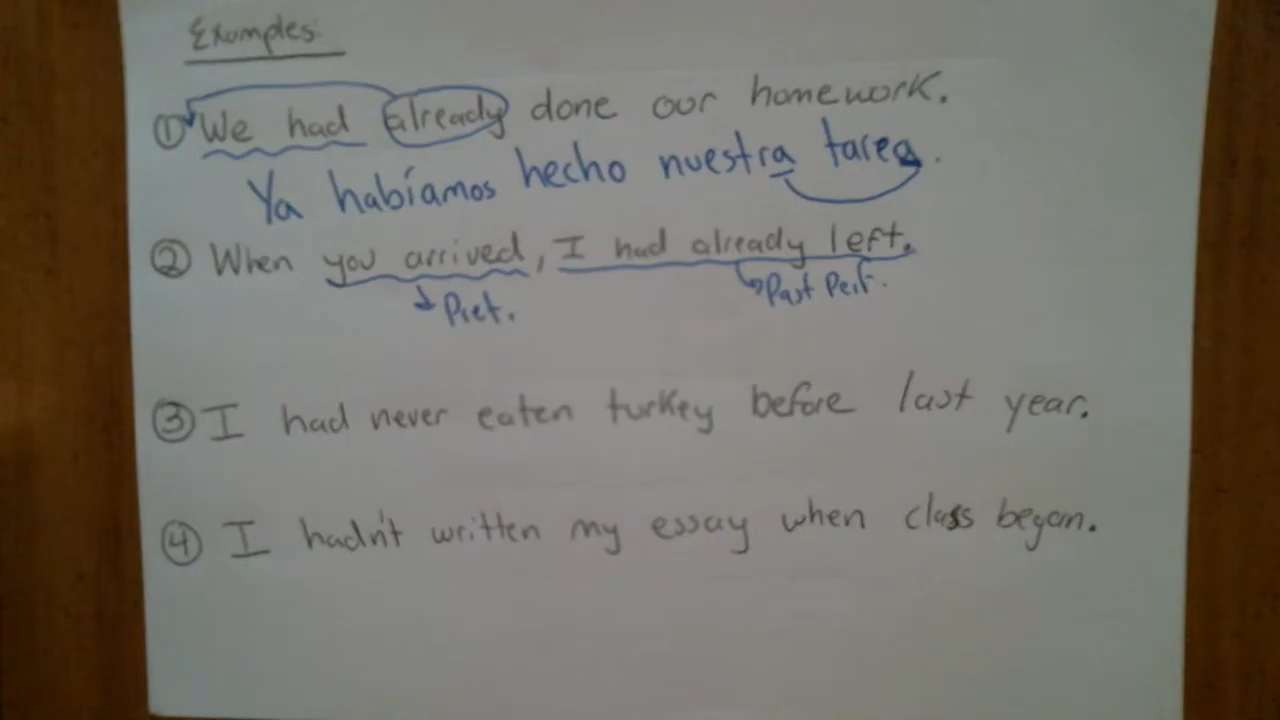 Examples:
① We had already done our homework.
Ya habíamos hecho nuestra tarea.
② When you arrived, I had already left.
Pret. Past Perf.
③ I had never eaten turkey before last year.
④ I hadn't written my essay when class began.